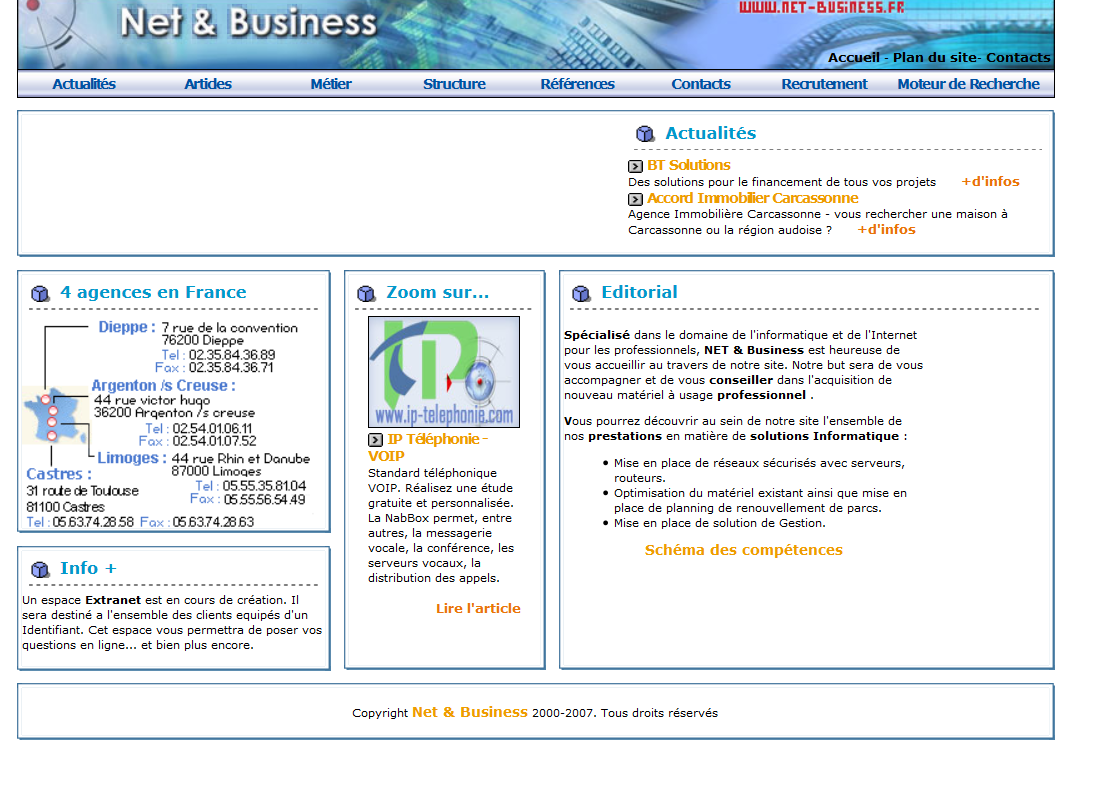 Net & Business
WWW.NET-BUSINESS.FR
Accueil - Plan du site- Contacts
Actualités Articles Métier Structure Références Contacts Recrutement Moteur de Recherche
Actualités
BT Solutions
Des solutions pour le financement de tous vos projets +d'infos
Accord Immobilier Carcassonne
Agence Immobilière Carcassonne - vous rechercher une maison à
Carcassonne ou la région audoise ? +d'infos
4 agences en France
Dieppe : 7 rue de la convention
76200 Dieppe
Tel : 02.35.84.36.89
Fax : 02.35.84.36.71
Argenton /s Creuse :
44 rue victor hugo
36200 Argenton /s creuse
Tel : 02.54.01.06.11
Fax : 02.54.01.07.52
Limoges : 44 rue Rhin et Danube
87000 Limoges
Tel : 05.55.35.81.04
Fax : 05.55.56.54.49
Castres :
31 route de Toulouse
81100 Castres
Tel : 05.63.74.28.58 Fax : 05.63.74.28.63
Info +
Un espace Extranet est en cours de création. Il
sera destiné a l'ensemble des clients equipés d'un
Identifiant. Cet espace vous permettra de poser vos
questions en ligne... et bien plus encore.
Zoom sur...
IP
www.ip-telephonie.com
IP Téléphonie -
VOIP
Standard téléphonique
VOIP. Réalisez une étude
gratuite et personnalisée.
La NabBox permet, entre
autres, la messagerie
vocale, la conférence, les
serveurs vocaux, la
distribution des appels.
Lire l'article
Editorial
Spécialisé dans le domaine de l'informatique et de l'Internet
pour les professionnels, NET & Business est heureuse de
vous accueillir au travers de notre site. Notre but sera de vous
accompagner et de vous conseiller dans l'acquisition de
nouveau matériel à usage professionnel .
Vous pourrez découvrir au sein de notre site l'ensemble de
nos prestations en matière de solutions Informatique :
• Mise en place de réseaux sécurisés avec serveurs,
routeurs.
• Optimisation du matériel existant ainsi que mise en
place de planning de renouvellement de parcs.
• Mise en place de solution de Gestion.
Schéma des compétences
Copyright Net & Business 2000-2007. Tous droits réservés